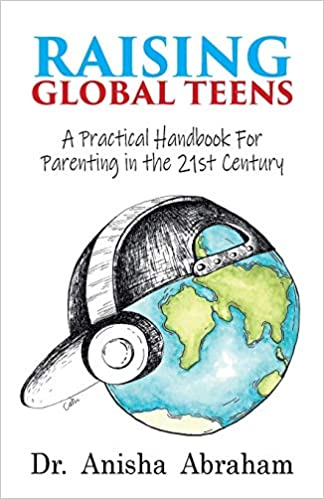 RAISING
GLOBAL TEENS
A Practical Handbook For
Parenting in the 21st Century
Dr. Anisha Abraham